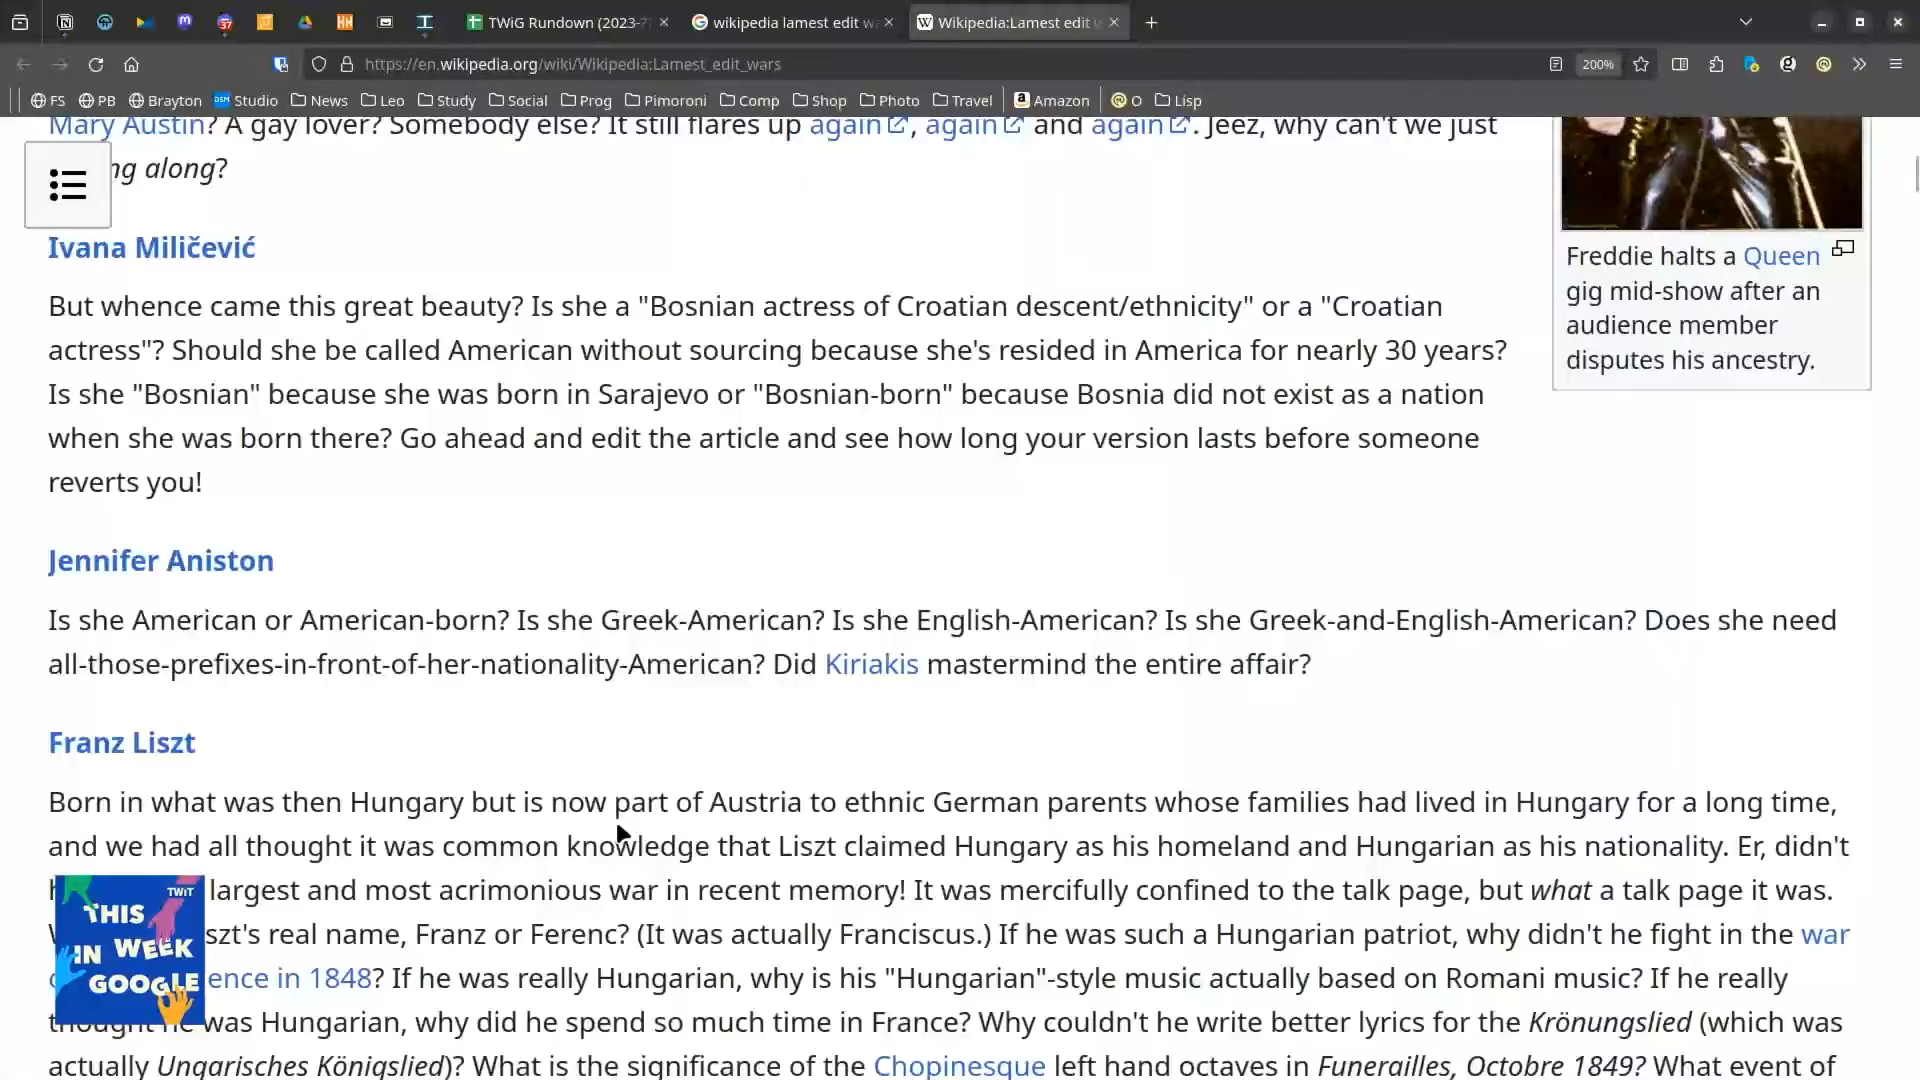 TWiG Rundown (2023-
wikipedia lamest edit w
Wikipedia:Lamest edit w
https://en.wikipedia.org/wiki/Wikipedia:Lamest_edit_wars
200%
FS PB Brayton DSM Studio News Leo Study Social Prog Pimoroni Comp Shop Photo Travel Amazon O Lisp
Mary Austin? A gay lover? Somebody else? It still flares up again, again and again. Jeez, why can't we just
ng along?
Ivana Miličević
But whence came this great beauty? Is she a "Bosnian actress of Croatian descent/ethnicity" or a "Croatian
actress"? Should she be called American without sourcing because she's resided in America for nearly 30 years?
Is she "Bosnian" because she was born in Sarajevo or "Bosnian-born" because Bosnia did not exist as a nation
when she was born there? Go ahead and edit the article and see how long your version lasts before someone
reverts you!
Freddie halts a Queen
gig mid-show after an
audience member
disputes his ancestry.
Jennifer Aniston
Is she American or American-born? Is she Greek-American? Is she English-American? Is she Greek-and-English-American? Does she need
all-those-prefixes-in-front-of-her-nationality-American? Did Kiriakis mastermind the entire affair?
Franz Liszt
Born in what was then Hungary but is now part of Austria to ethnic German parents whose families had lived in Hungary for a long time,
and we had all thought it was common knowledge that Liszt claimed Hungary as his homeland and Hungarian as his nationality. Er, didn't
largest and most acrimonious war in recent memory! It was mercifully confined to the talk page, but what a talk page it was.
szt's real name, Franz or Ferenc? (It was actually Franciscus.) If he was such a Hungarian patriot, why didn't he fight in the war
ence in 1848? If he was really Hungarian, why is his "Hungarian"-style music actually based on Romani music? If he really
thought he was Hungarian, why did he spend so much time in France? Why couldn't he write better lyrics for the Krönungslied (which was
actually Ungarisches Königslied)? What is the significance of the Chopinesque left hand octaves in Funerailles, Octobre 1849? What event of
TWiT
THIS
IN WEEK
GOOGLE